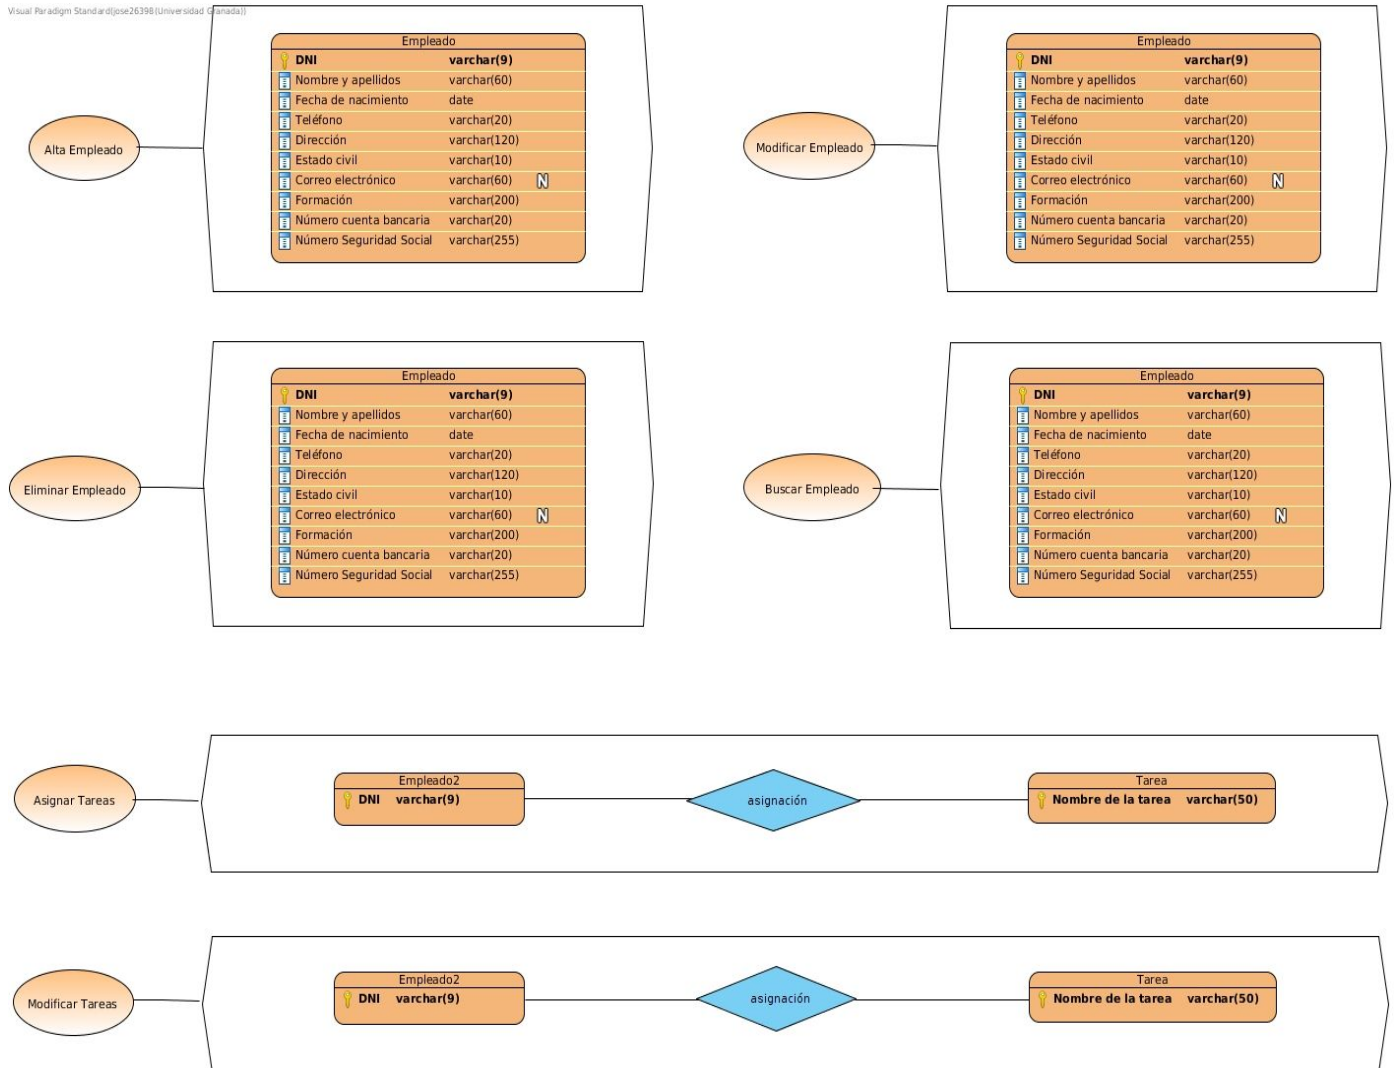 Visual Paradigm Standard(jose26398(Universidad Granada))
Alta Empleado
Empleado
DNI varchar(9)
Nombre y apellidos varchar(60)
Fecha de nacimiento date
Teléfono varchar(20)
Dirección varchar(120)
Estado civil varchar(10)
Correo electrónico varchar(60) N
Formación varchar(200)
Número cuenta bancaria varchar(20)
Número Seguridad Social varchar(255)
Modificar Empleado
Empleado
DNI varchar(9)
Nombre y apellidos varchar(60)
Fecha de nacimiento date
Teléfono varchar(20)
Dirección varchar(120)
Estado civil varchar(10)
Correo electrónico varchar(60) N
Formación varchar(200)
Número cuenta bancaria varchar(20)
Número Seguridad Social varchar(255)
Eliminar Empleado
Empleado
DNI varchar(9)
Nombre y apellidos varchar(60)
Fecha de nacimiento date
Teléfono varchar(20)
Dirección varchar(120)
Estado civil varchar(10)
Correo electrónico varchar(60) N
Formación varchar(200)
Número cuenta bancaria varchar(20)
Número Seguridad Social varchar(255)
Buscar Empleado
Empleado
DNI varchar(9)
Nombre y apellidos varchar(60)
Fecha de nacimiento date
Teléfono varchar(20)
Dirección varchar(120)
Estado civil varchar(10)
Correo electrónico varchar(60) N
Formación varchar(200)
Número cuenta bancaria varchar(20)
Número Seguridad Social varchar(255)
Asignar Tareas
Empleado2
DNI varchar(9)
asignación
Tarea
Nombre de la tarea varchar(50)
Modificar Tareas
Empleado2
DNI varchar(9)
asignación
Tarea
Nombre de la tarea varchar(50)